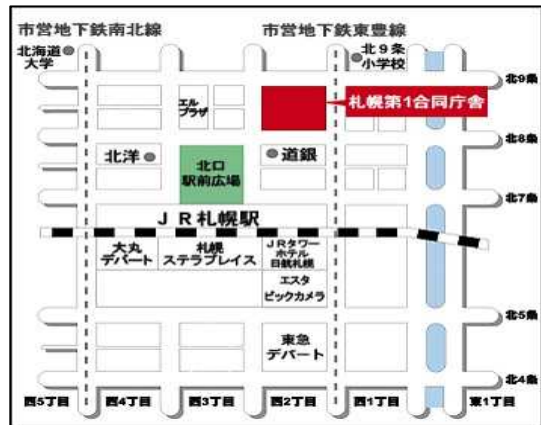 市営地下鉄南北線
市営地下鉄東豊線
北海道
大学
北9条
小学校
北9条
エル
プラザ
札幌第1合同庁舎
北8条
北洋
道銀
北口
駅前広場
北7条
JR札幌駅
大丸
デパート
札幌
ステラプレイス
JRタワー
ホテル
日航札幌
エスタ
ビックカメラ
北5条
東急
デパート
北4条
西5丁目
西4丁目
西3丁目
西2丁目
西1丁目
東1丁目